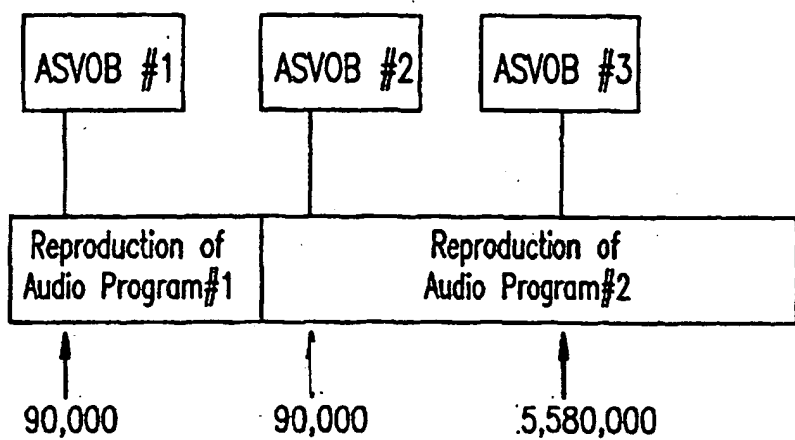 ASVOB #1
ASVOB #2
ASVOB #3
Reproduction of
Audio Program#1
Reproduction of
Audio Program#2
90,000
90,000
5,580,000